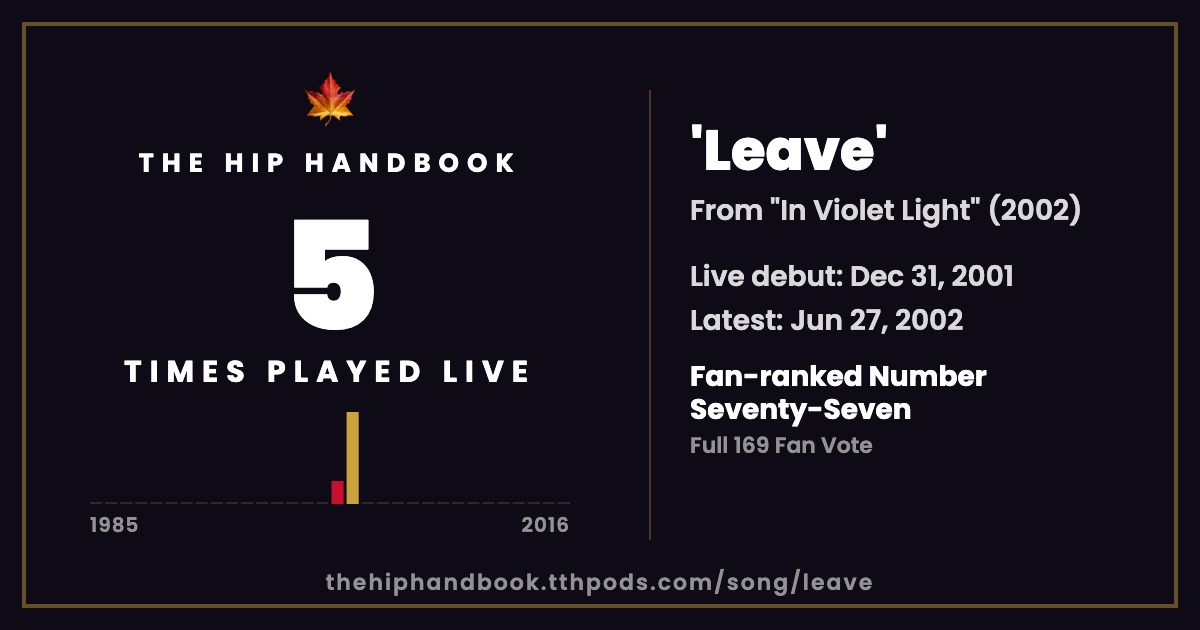 THE HIP HANDBOOK
5
TIMES PLAYED LIVE
1985
2016
'Leave'
From "In Violet Light" (2002)
Live debut: Dec 31, 2001
Latest: Jun 27, 2002
Fan-ranked Number
Seventy-Seven
Full 169 Fan Vote
thehiphandbook.tthpods.com/song/leave